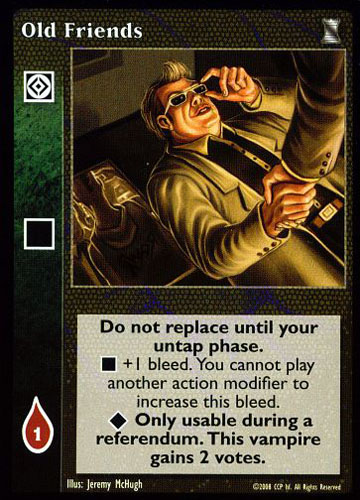 Old Friends
Do not replace until your
untap phase.
+1 bleed. You cannot play
another action modifier to
increase this bleed.
Only usable during a
referendum. This vampire
gains 2 votes.
1
Illus: Jeremy McHugh
©2008 CCP hf. All Rights Reserved